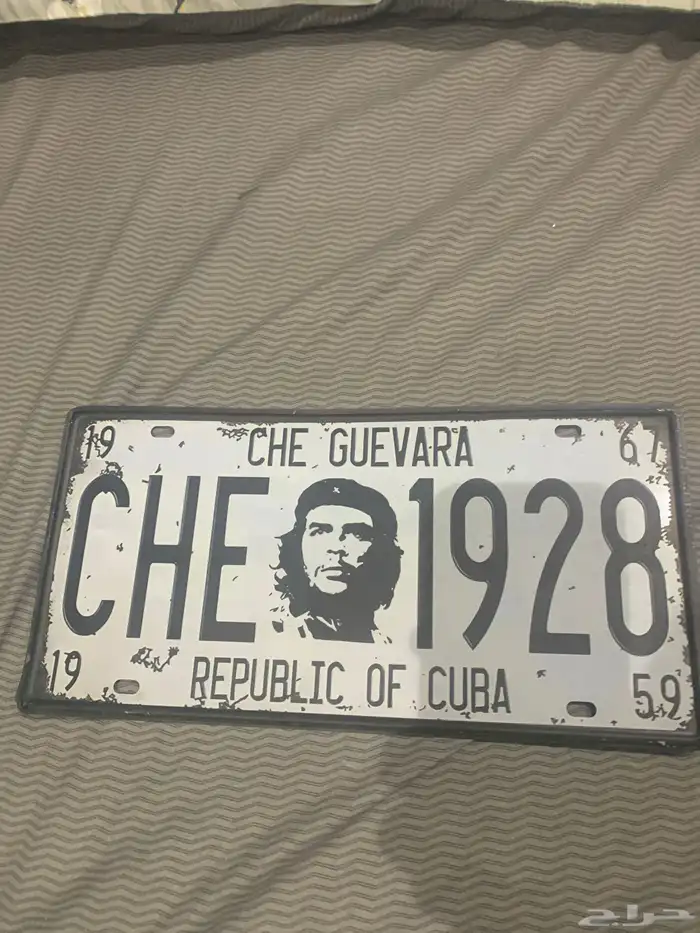 19 CHE GUEVARA 67
CHE 1928
19 REPUBLIC OF CUBA 59
حراج